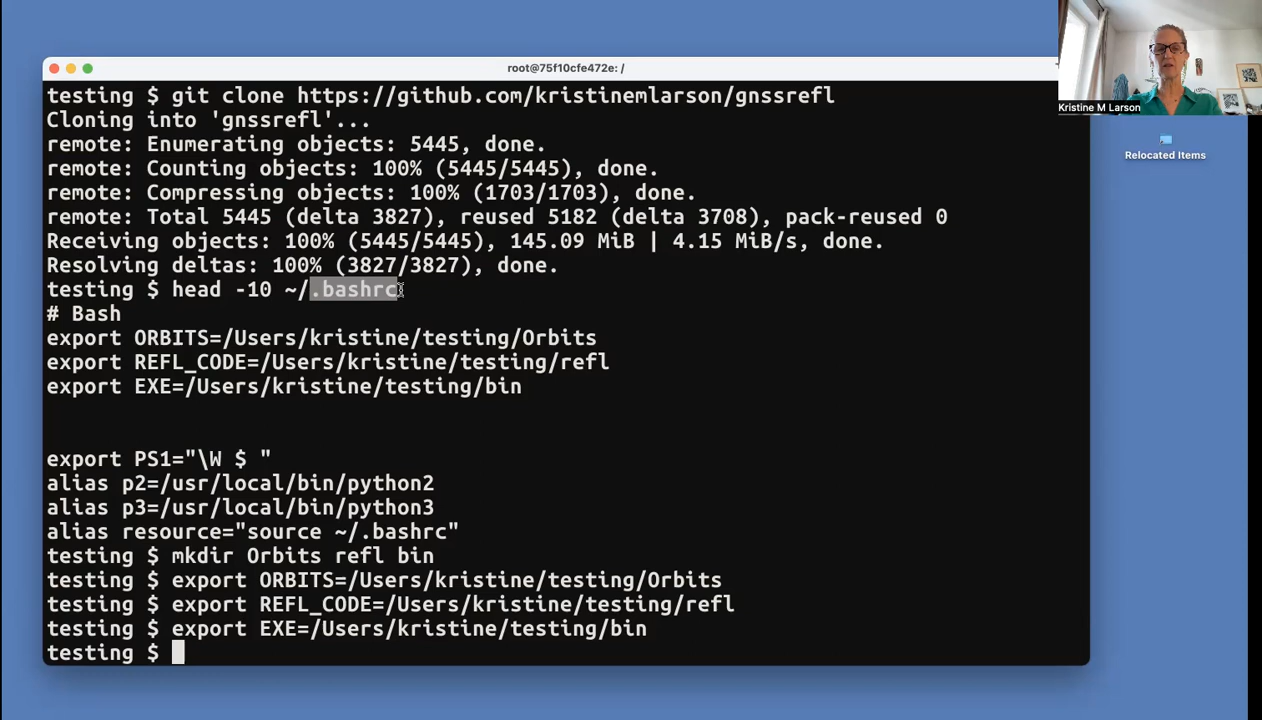 root@75f10cfe472e: /
testing $ git clone https://github.com/kristinemlarson/gnssrefl
Cloning into 'gnssrefl'...
remote: Enumerating objects: 5445, done.
remote: Counting objects: 100% (5445/5445), done.
remote: Compressing objects: 100% (1703/1703), done.
remote: Total 5445 (delta 3827), reused 5182 (delta 3708), pack-reused 0
Receiving objects: 100% (5445/5445), 145.09 MiB | 4.15 MiB/s, done.
Resolving deltas: 100% (3827/3827), done.
testing $ head -10 ~/.bashrc
# Bash
export ORBITS=/Users/kristine/testing/Orbits
export REFL_CODE=/Users/kristine/testing/refl
export EXE=/Users/kristine/testing/bin
export PS1="\W $ "
alias p2=/usr/local/bin/python2
alias p3=/usr/local/bin/python3
alias resource="source ~/.bashrc"
testing $ mkdir Orbits refl bin
testing $ export ORBITS=/Users/kristine/testing/Orbits
testing $ export REFL_CODE=/Users/kristine/testing/refl
testing $ export EXE=/Users/kristine/testing/bin
testing $
Kristine M Larson
Relocated Items